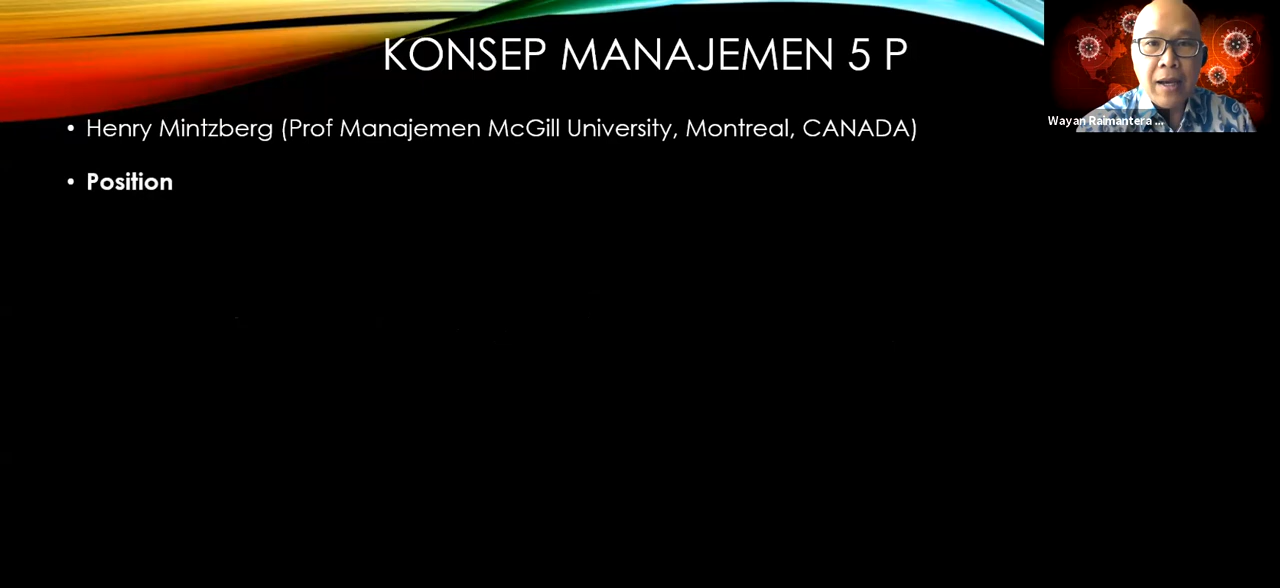 KONSEP MANAJEMEN 5 P
• Henry Mintzberg (Prof Manajemen McGill University, Montreal, CANADA)
• Position
Wayan Raimantera ...